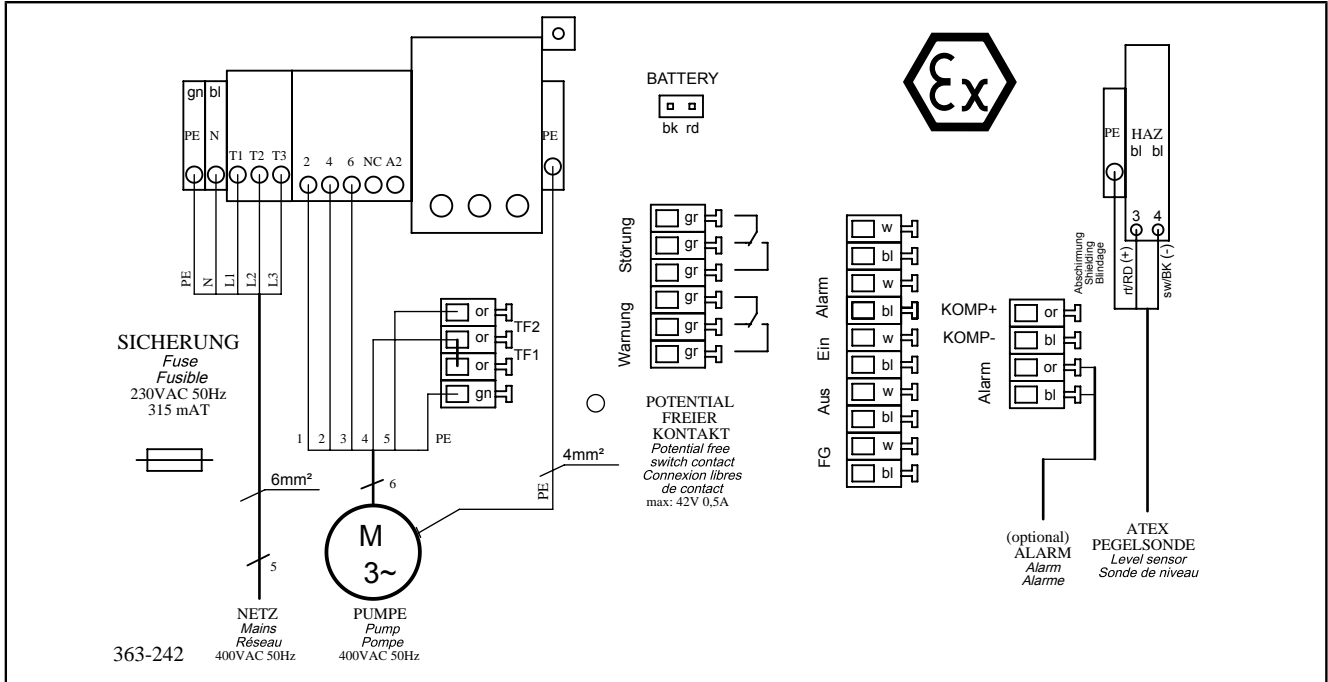 gn bl
PE N
T1 T2 T3
2 4 6 NC A2
PE
BATTERY
bk rd
Ex
PE
HAZ
bl bl
3 4
PE
N
L1
L2
L3
SICHERUNG
Fuse
Fusible
230VAC 50Hz
315 mAT
6mm²
5
NETZ
Mains
Réseau
400VAC 50Hz
363-242
or
or
or
gn
TF2
TF1
1 2 3 4 5 PE
6
M
3~
PUMPE
Pump
Pompe
400VAC 50Hz
PE
4mm²
Störung
Warnung
gr
gr
gr
gr
gr
gr
POTENTIAL
FREIER
KONTAKT
Potential free
switch contact
Connexion libres
de contact
max: 42V 0,5A
Alarm
Ein
Aus
FG
w
bl
w
bl
w
bl
w
bl
w
bl
KOMP+
KOMP-
Alarm
or
bl
or
bl
Abschirmung
Shielding
Blindage
rt/RD (+)
sw/BK (-)
(optional)
ALARM
Alarm
Alarme
ATEX
PEGELSONDE
Level sensor
Sonde de niveau